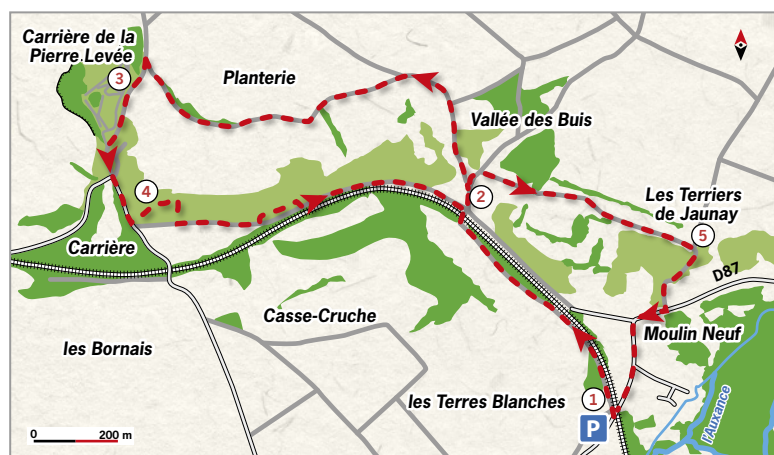 Carrière de la
Pierre Levée
3
Planterie
Vallée des Buis
4
2
Les Terriers
de Jaunay
5
Carrière
D87
Casse-Cruche
Moulin Neuf
les Bornais
les Terres Blanches
1
P
l'Auxance
0 200 m